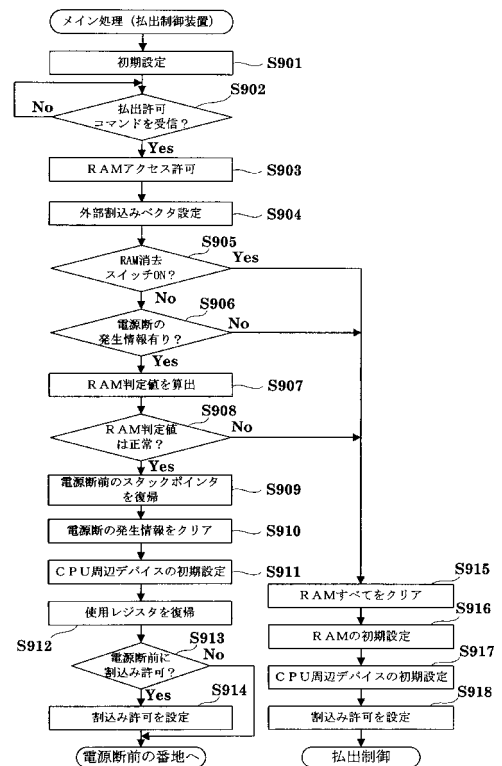 メイン処理（払出制御装置）
初期設定
S901
S902
No
払出許可
コマンドを受信？
Yes
ＲＡＭアクセス許可
S903
外部割込みベクタ設定
S904
S905
RAM消去
スイッチON？
Yes
No
S906
電源断の
発生情報有り？
No
Yes
ＲＡＭ判定値を算出
S907
S908
ＲＡＭ判定値
は正常？
No
Yes
電源断前のスタックポインタ
を復帰
S909
電源断の発生情報をクリア
S910
ＣＰＵ周辺デバイスの初期設定
S911
使用レジスタを復帰
S912
S913
電源断前に
割込み許可？
No
Yes
S914
割込み許可を設定
電源断前の番地へ
S915
ＲＡＭすべてをクリア
S916
ＲＡＭの初期設定
S917
ＣＰＵ周辺デバイスの初期設定
S918
割込み許可を設定
払出制御